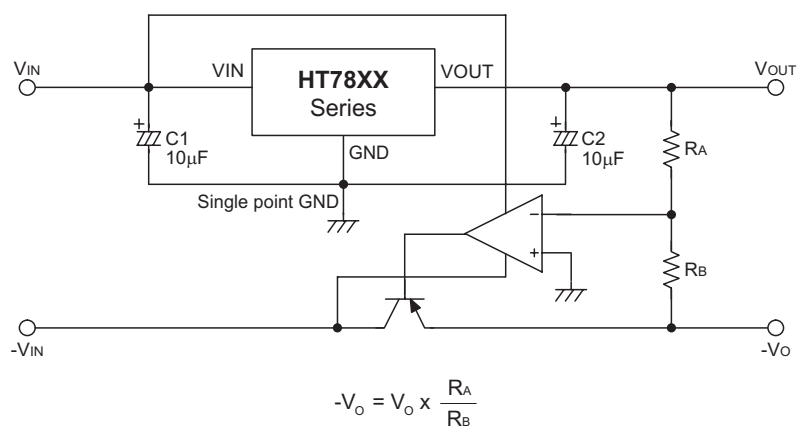 VIN
VIN
HT78XX
Series
VOUT
VOUT
+
C1
10µF
GND
+
C2
10µF
RA
Single point GND
−
+
RB
-VIN
-VO
-VO = VO x RA
RB